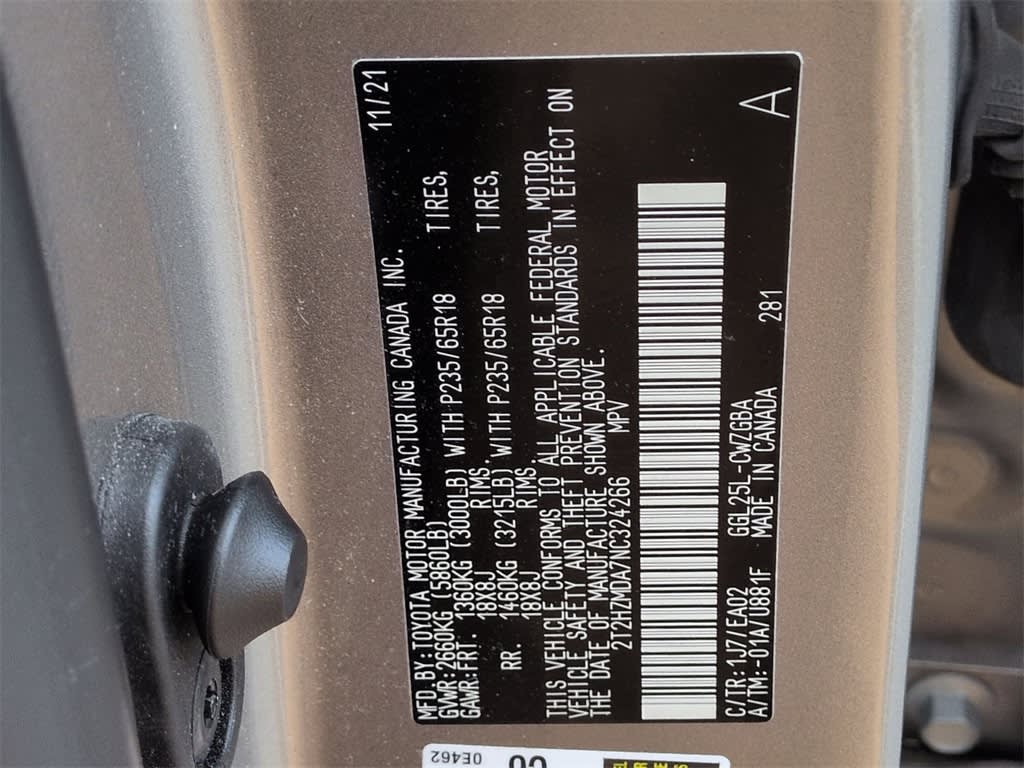 MFD.BY:TOYOTA MOTOR MANUFACTURING CANADA INC. 11/21
GVWR:2660KG (5860LB)
GAWR:FRT. 1360KG (3000LB) WITH P235/65R18 TIRES,
18X8J RIMS.
RR. 1460KG (3215LB) WITH P235/65R18 TIRES,
18X8J RIMS.
THIS VEHICLE CONFORMS TO ALL APPLICABLE FEDERAL MOTOR
VEHICLE SAFETY AND THEFT PREVENTION STANDARDS IN EFFECT ON
THE DATE OF MANUFACTURE SHOWN ABOVE.
2T2HZMDA7NC324266 MPV
C/TR:1J7/EA02 GGL25L-CWZGBA
A/TM:-01A/U881F MADE IN CANADA 281
A
0E462